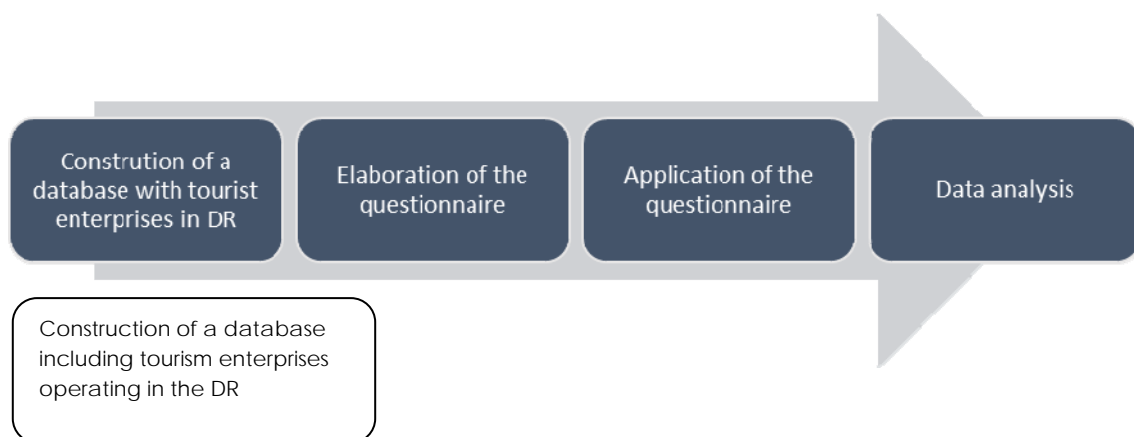 Constrution of a
database with tourist
enterprises in DR
Elaboration of the
questionnaire
Application of the
questionnaire
Data analysis
Construction of a database
including tourism enterprises
operating in the DR